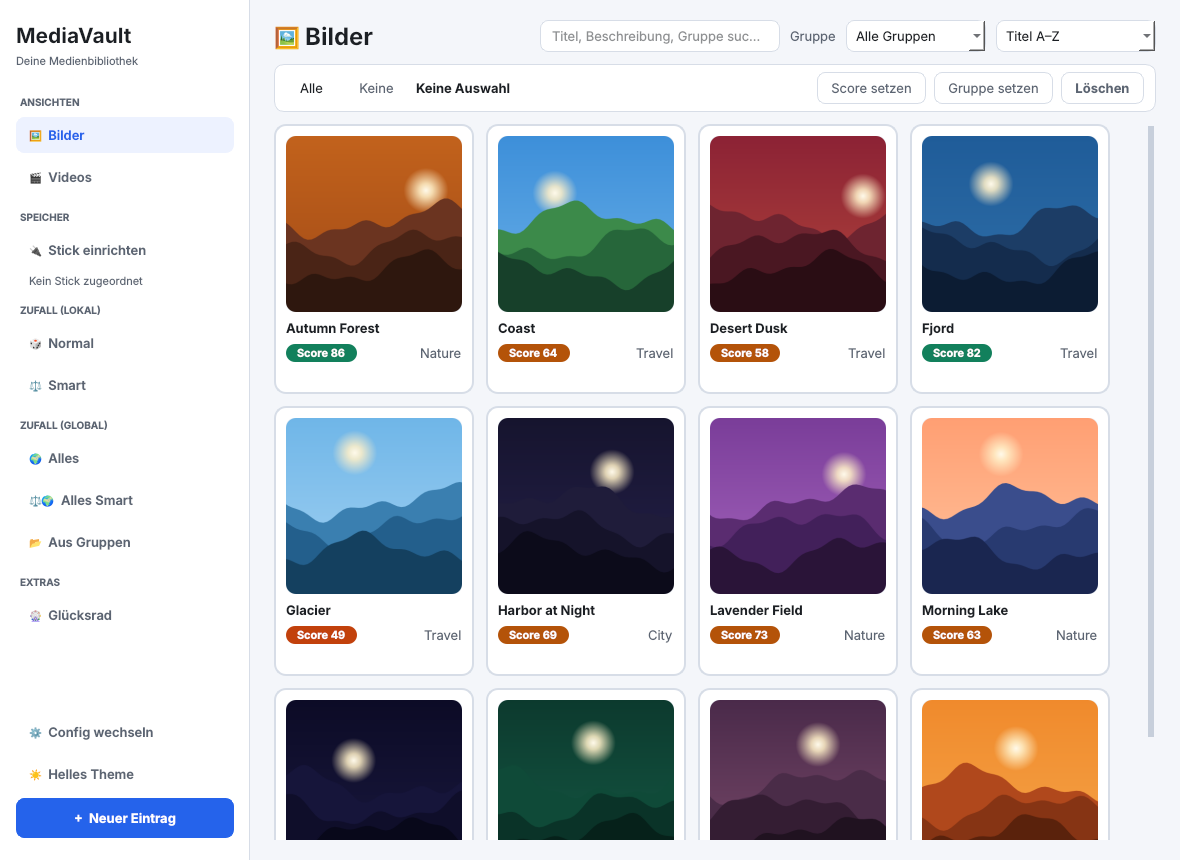 MediaVault
Deine Medienbibliothek
ANSICHTEN
Bilder
Videos
SPEICHER
Stick einrichten
Kein Stick zugeordnet
ZUFALL (LOKAL)
Normal
Smart
ZUFALL (GLOBAL)
Alles
Alles Smart
Aus Gruppen
EXTRAS
Glücksrad
Config wechseln
Helles Theme
+ Neuer Eintrag
Bilder
Titel, Beschreibung, Gruppe suc...
Gruppe
Alle Gruppen
Titel A–Z
Alle
Keine
Keine Auswahl
Score setzen
Gruppe setzen
Löschen
Autumn Forest
Score 86
Nature
Coast
Score 64
Travel
Desert Dusk
Score 58
Travel
Fjord
Score 82
Travel
Glacier
Score 49
Travel
Harbor at Night
Score 69
City
Lavender Field
Score 73
Nature
Morning Lake
Score 63
Nature